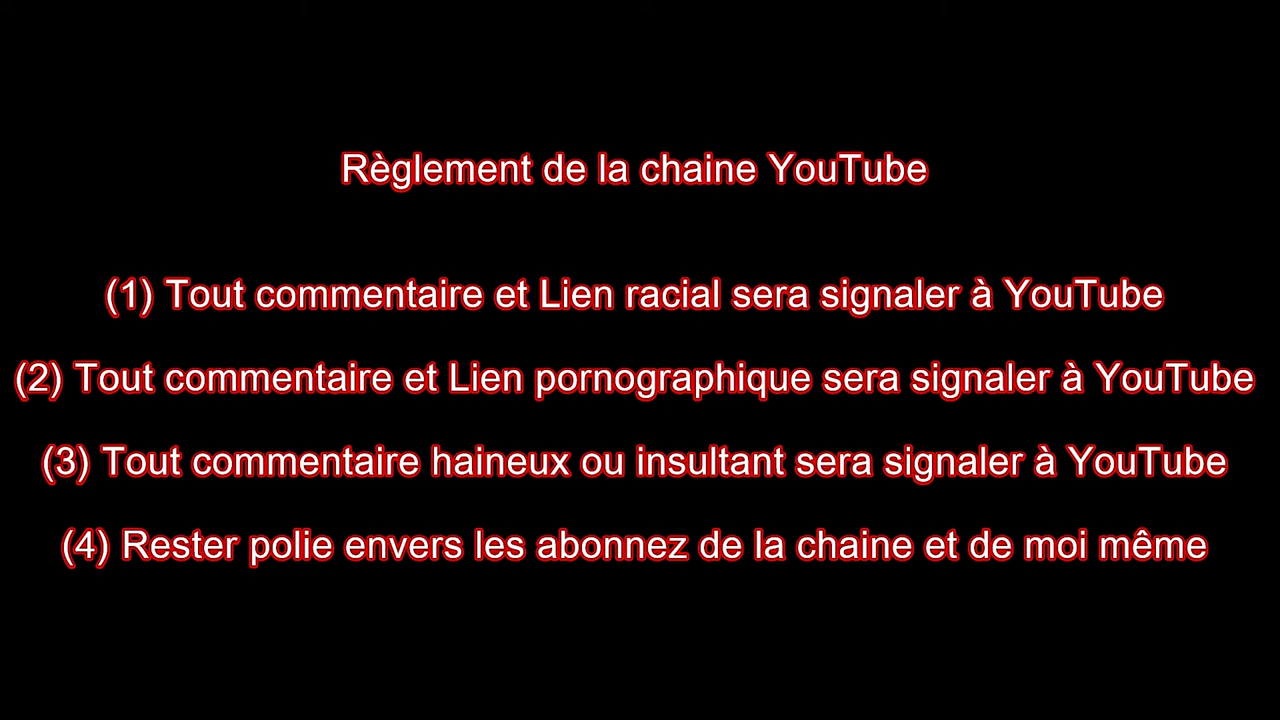 Règlement de la chaine YouTube
(1) Tout commentaire et Lien racial sera signaler à YouTube
(2) Tout commentaire et Lien pornographique sera signaler à YouTube
(3) Tout commentaire haineux ou insultant sera signaler à YouTube
(4) Rester polie envers les abonnez de la chaine et de moi même